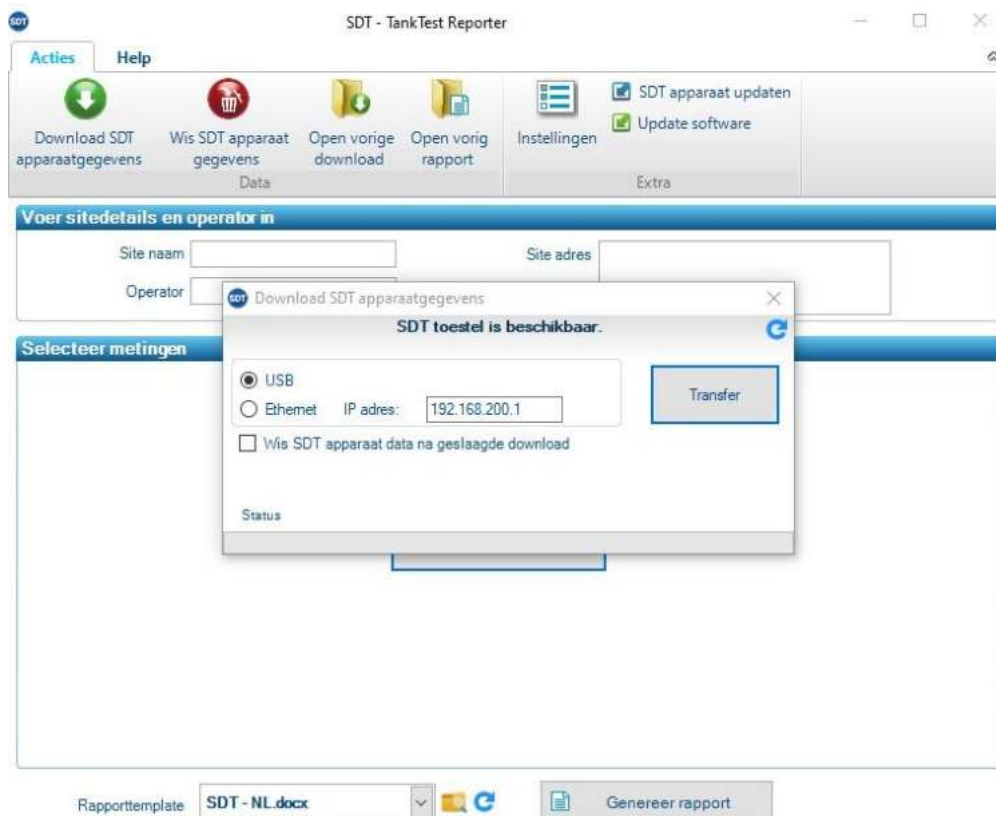 SDT
SDT - TankTest Reporter
Acties Help
Download SDT apparaatgegevens
Wis SDT apparaat gegevens
Open vorige download
Open vorig rapport
Instellingen
SDT apparaat updaten
Update software
Data
Extra
Voer sitedetails en operator in
Site naam
Site adres
Operator
SDT Download SDT apparaatgegevens
SDT toestel is beschikbaar.
Selecteer metingen
USB
Ethernet IP adres: 192.168.200.1
Transfer
Wis SDT apparaat data na geslaagde download
Status
Rapporttemplate SDT - NL.docx Genereer rapport